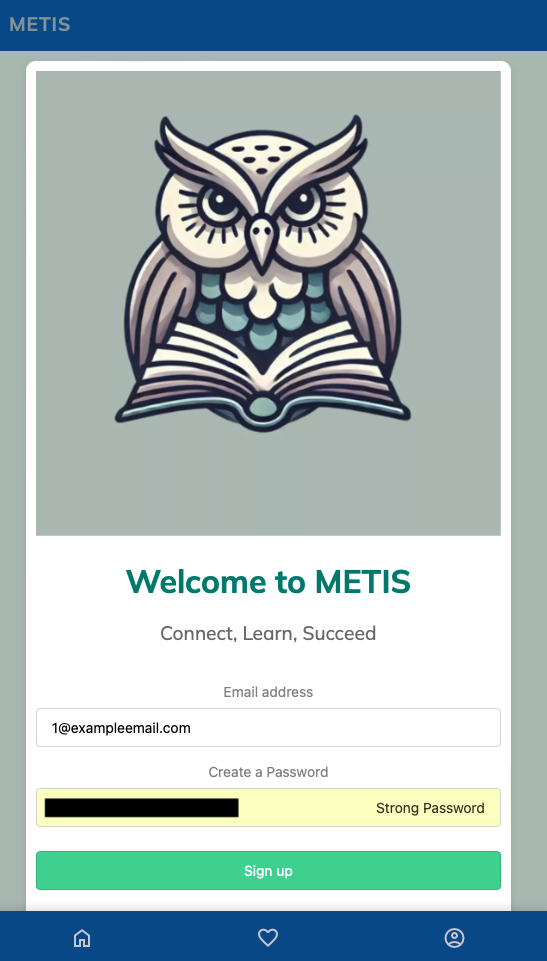 METIS
Welcome to METIS
Connect, Learn, Succeed
Email address
1@exampleemail.com
Create a Password
Strong Password
Sign up